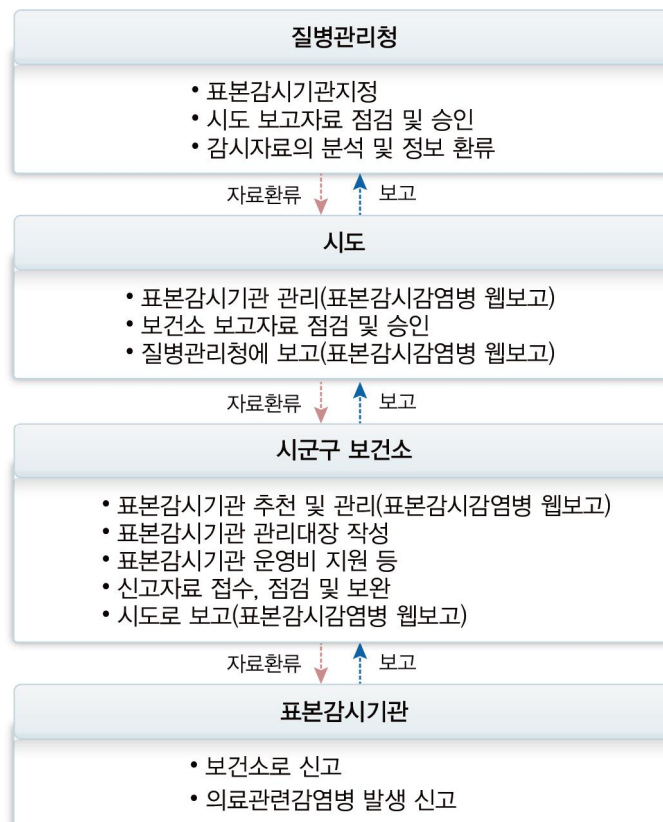 질병관리청
• 표본감시기관지정
• 시도 보고자료 점검 및 승인
• 감시자료의 분석 및 정보 환류
자료환류 보고
시도
• 표본감시기관 관리(표본감시감염병 웹보고)
• 보건소 보고자료 점검 및 승인
• 질병관리청에 보고(표본감시감염병 웹보고)
자료환류 보고
시군구 보건소
• 표본감시기관 추천 및 관리(표본감시감염병 웹보고)
• 표본감시기관 관리대장 작성
• 표본감시기관 운영비 지원 등
• 신고자료 접수, 점검 및 보완
• 시도로 보고(표본감시감염병 웹보고)
자료환류 보고
표본감시기관
• 보건소로 신고
• 의료관련감염병 발생 신고